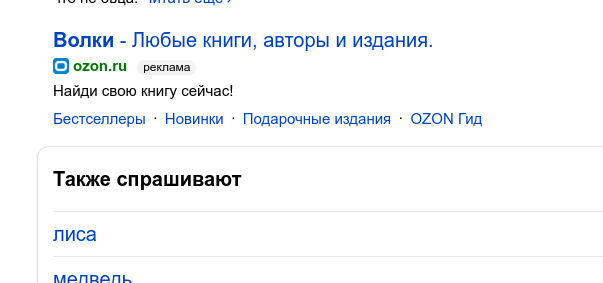 Волки - Любые книги, авторы и издания.
ozon.ru реклама
Найди свою книгу сейчас!
Бестселлеры · Новинки · Подарочные издания · OZON Гид
Также спрашивают
лиса
медведь